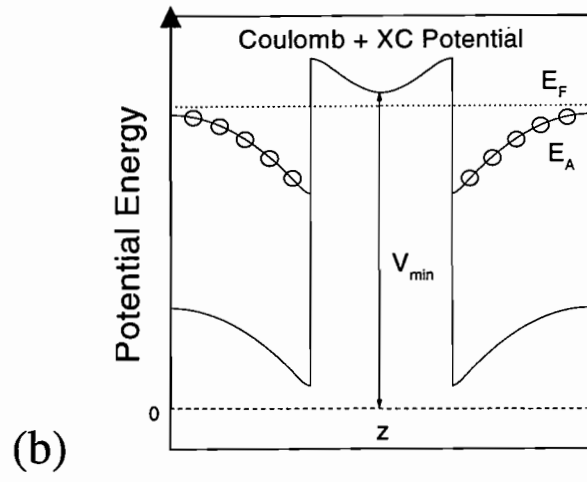 Coulomb + XC Potential
E_F
E_A
Potential Energy
V_min
0
z
(b)